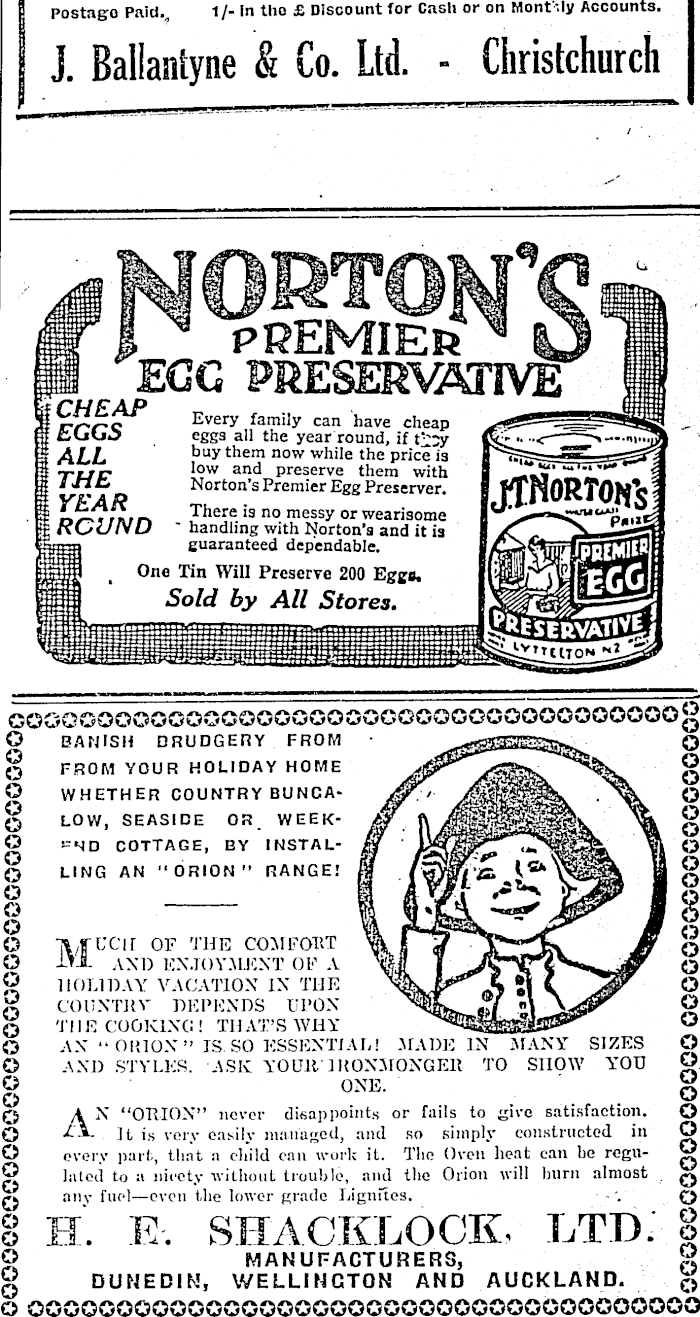 Postage Paid., 1/- in the £ Discount for Cash or on Monthly Accounts.
J. Ballantyne & Co. Ltd. - Christchurch
NORTON'S
PREMIER
EGG PRESERVATIVE
CHEAP
EGGS
ALL
THE
YEAR
ROUND
Every family can have cheap
eggs all the year round, if they
buy them now while the price is
low and preserve them with
Norton's Premier Egg Preserver.
There is no messy or wearisome
handling with Norton's and it is
guaranteed dependable.
One Tin Will Preserve 200 Eggs.
Sold by All Stores.
CHEAP EGGS ALL THE YEAR ROUND
J.T. NORTON'S
PRIZE
PREMIER
EGG
PRESERVATIVE
LYTTELTON NZ
BANISH DRUDGERY FROM
FROM YOUR HOLIDAY HOME
WHETHER COUNTRY BUNGA-
LOW, SEASIDE OR WEEK-
END COTTAGE, BY INSTAL-
LING AN "ORION" RANGE!
MUCH OF THE COMFORT
AND ENJOYMENT OF A
HOLIDAY VACATION IN THE
COUNTRY DEPENDS UPON
THE COOKING! THAT'S WHY
AN "ORION" IS SO ESSENTIAL! MADE IN MANY SIZES
AND STYLES. ASK YOUR IRONMONGER TO SHOW YOU
ONE.
AN "ORION" never disappoints or fails to give satisfaction.
It is very easily managed, and so simply constructed in
every part, that a child can work it. The Oven heat can be regu-
lated to a nicety without trouble, and the Orion will burn almost
any fuel—even the lower grade Lignites.
H. E. SHACKLOCK, LTD.
MANUFACTURERS,
DUNEDIN, WELLINGTON AND AUCKLAND.